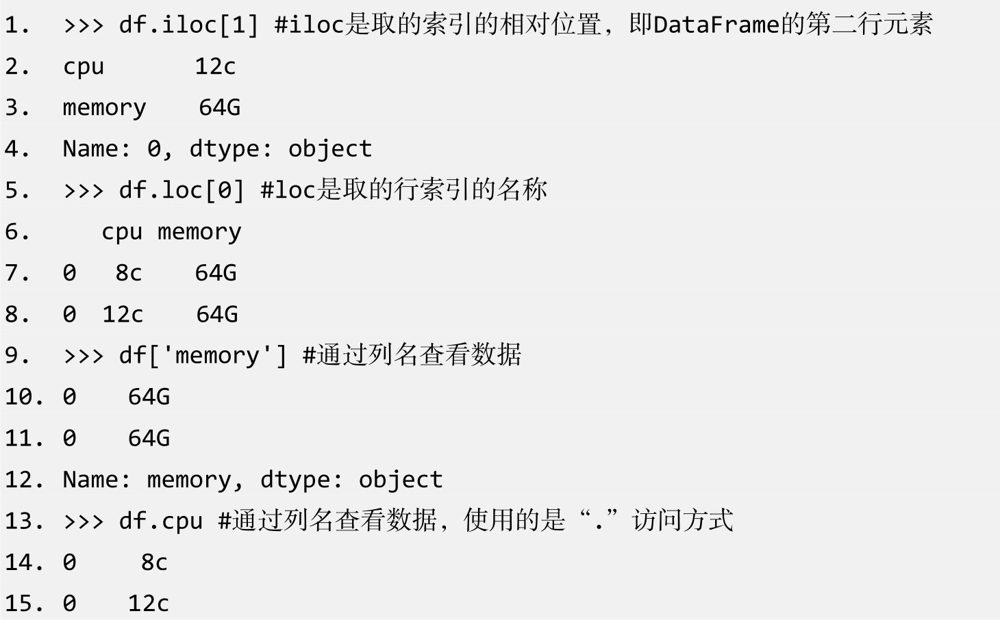 1. >>> df.iloc[1] #iloc是取的索引的相对位置，即DataFrame的第二行元素
2. cpu       12c
3. memory    64G
4. Name: 0, dtype: object
5. >>> df.loc[0] #loc是取的行索引的名称
6.    cpu memory
7. 0   8c    64G
8. 0  12c    64G
9. >>> df['memory'] #通过列名查看数据
10. 0    64G
11. 0    64G
12. Name: memory, dtype: object
13. >>> df.cpu #通过列名查看数据，使用的是“.”访问方式
14. 0     8c
15. 0    12c